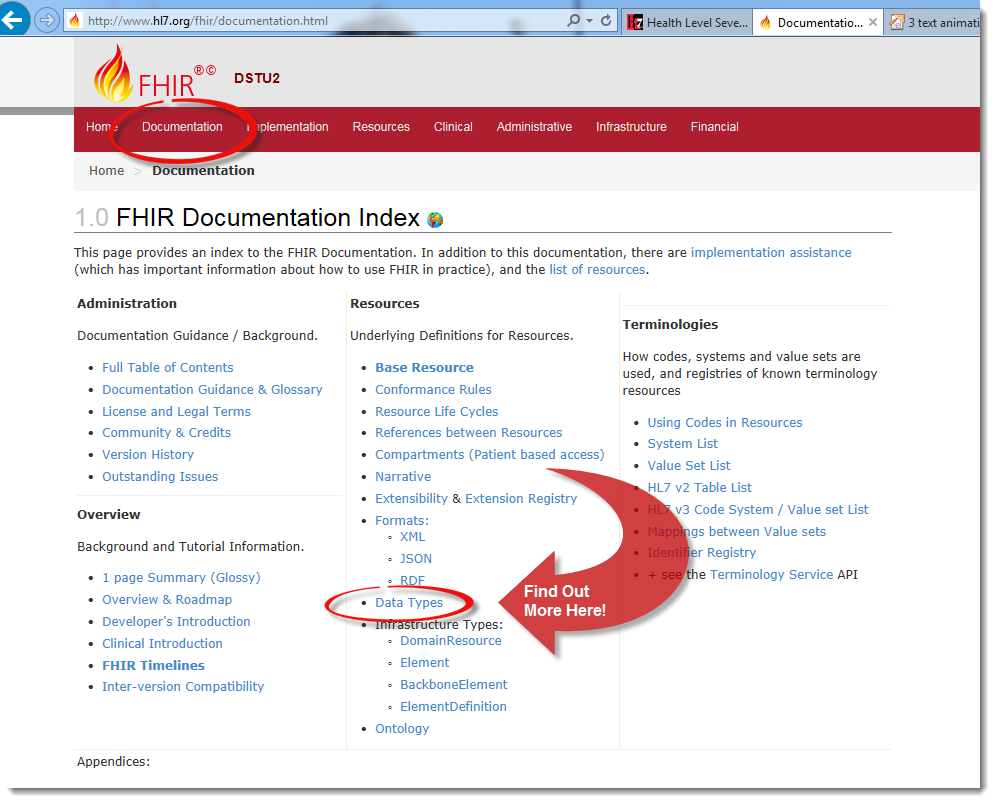 http://www.hl7.org/fhir/documentation.html
Health Level Seve...
Documentatio...
3 text animati
FHIR®© DSTU2
Home Documentation Implementation Resources Clinical Administrative Infrastructure Financial
Home > Documentation
1.0 FHIR Documentation Index
This page provides an index to the FHIR Documentation. In addition to this documentation, there are implementation assistance
(which has important information about how to use FHIR in practice), and the list of resources.
Administration
Documentation Guidance / Background.
• Full Table of Contents
• Documentation Guidance & Glossary
• License and Legal Terms
• Community & Credits
• Version History
• Outstanding Issues
Overview
Background and Tutorial Information.
• 1 page Summary (Glossy)
• Overview & Roadmap
• Developer's Introduction
• Clinical Introduction
• FHIR Timelines
• Inter-version Compatibility
Resources
Underlying Definitions for Resources.
• Base Resource
• Conformance Rules
• Resource Life Cycles
• References between Resources
• Compartments (Patient based access)
• Narrative
• Extensibility & Extension Registry
• Formats:
◦ XML
◦ JSON
◦ RDF
• Data Types
• Infrastructure Types:
◦ DomainResource
◦ Element
◦ BackboneElement
◦ ElementDefinition
• Ontology
Find Out
More Here!
Terminologies
How codes, systems and value sets are
used, and registries of known terminology
resources
• Using Codes in Resources
• System List
• Value Set List
• HL7 v2 Table List
• HL7 v3 Code System / Value set List
• Mappings between Value sets
• Identifier Registry
• + see the Terminology Service API
Appendices: